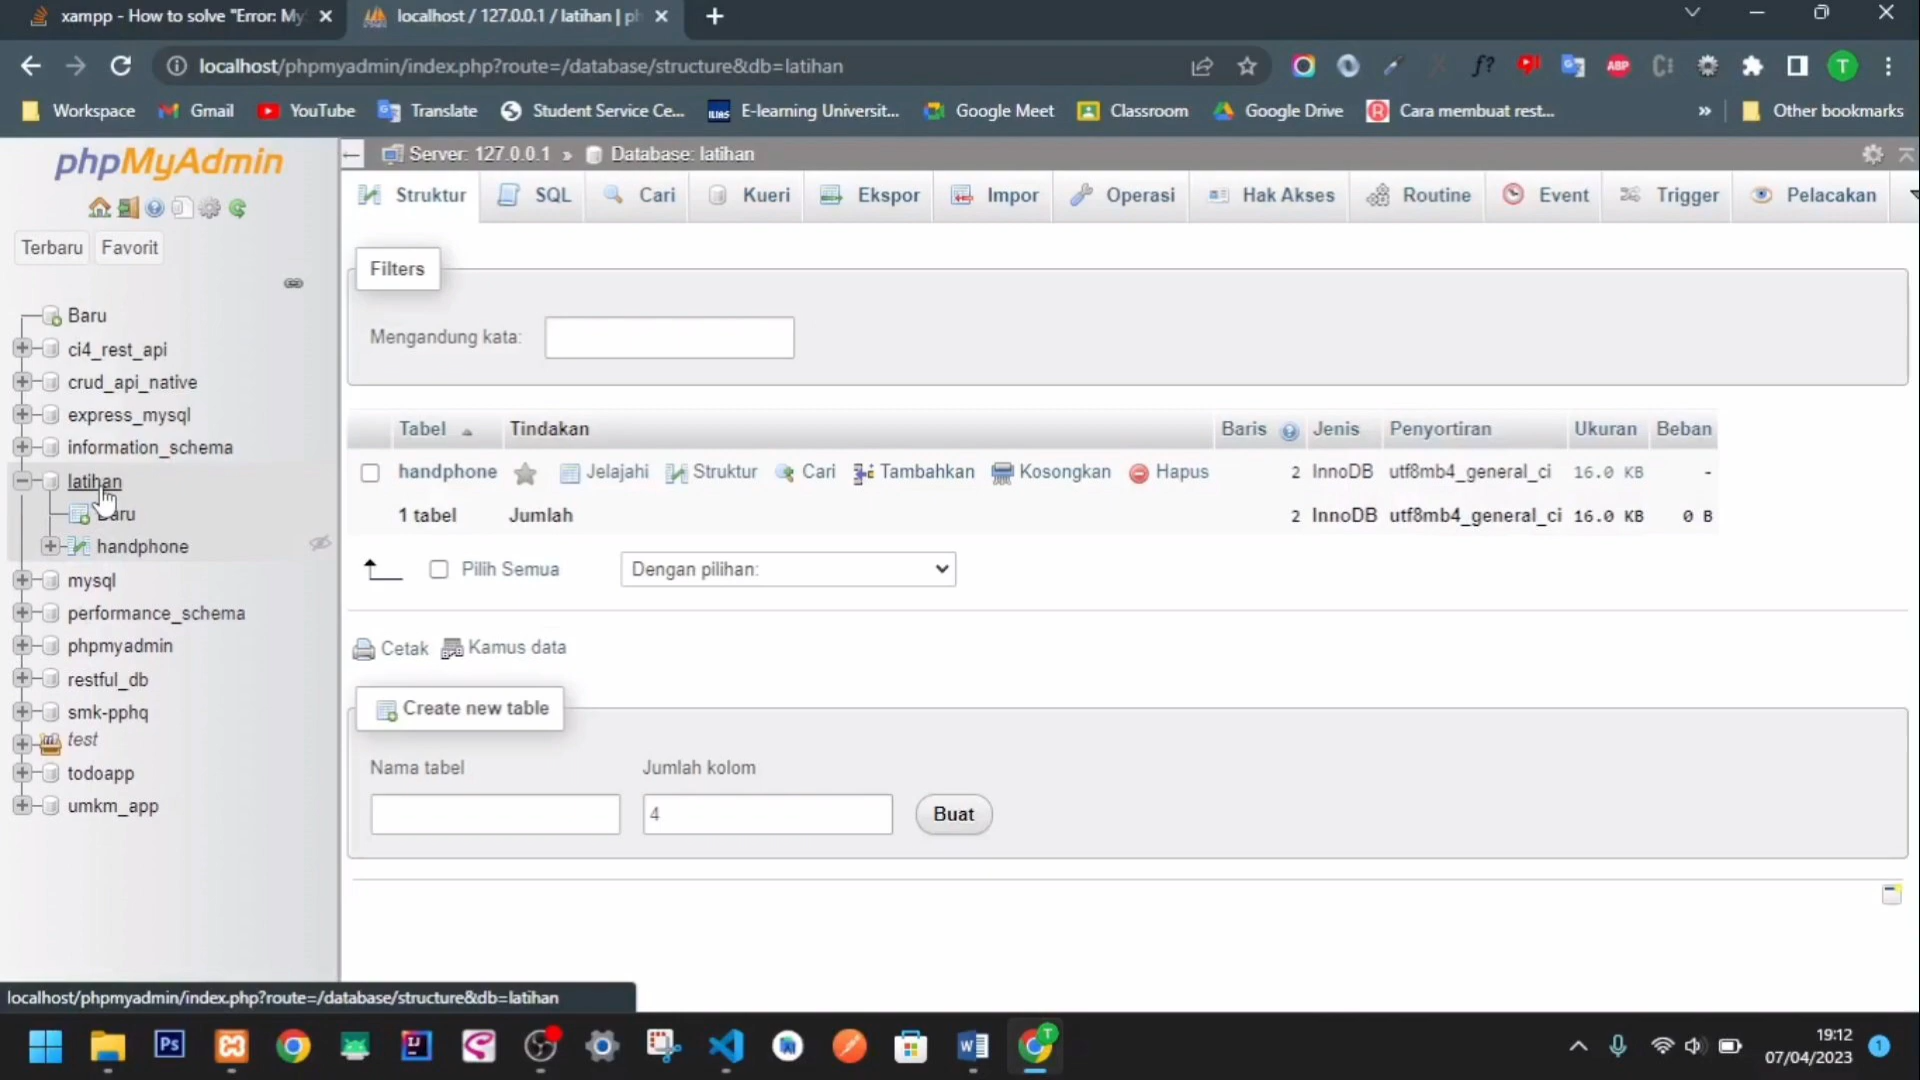 xampp - How to solve "Error: My
localhost / 127.0.0.1 / latihan | ph
localhost/phpmyadmin/index.php?route=/database/structure&db=latihan
f?
ABP
T
Workspace
Gmail
YouTube
Translate
Student Service Ce...
ILIAS
E-learning Universit...
Google Meet
Classroom
Google Drive
Cara membuat rest...
»
Other bookmarks
phpMyAdmin
Server: 127.0.0.1 » Database: latihan
Struktur
SQL
Cari
Kueri
Ekspor
Impor
Operasi
Hak Akses
Routine
Event
Trigger
Pelacakan
Terbaru
Favorit
Baru
ci4_rest_api
crud_api_native
express_mysql
information_schema
latihan
Baru
handphone
mysql
performance_schema
phpmyadmin
restful_db
smk-pphq
test
todoapp
umkm_app
Filters
Mengandung kata:
Tabel Tindakan Baris Jenis Penyortiran Ukuran Beban
handphone Jelajahi Struktur Cari Tambahkan Kosongkan Hapus 2 InnoDB utf8mb4_general_ci 16.0 KB -
1 tabel Jumlah 2 InnoDB utf8mb4_general_ci 16.0 KB 0 B
Pilih Semua
Dengan pilihan:
Cetak
Kamus data
Create new table
Nama tabel
Jumlah kolom
4
Buat
localhost/phpmyadmin/index.php?route=/database/structure&db=latihan
Ps
IJ
W
T
19:12
07/04/2023
1